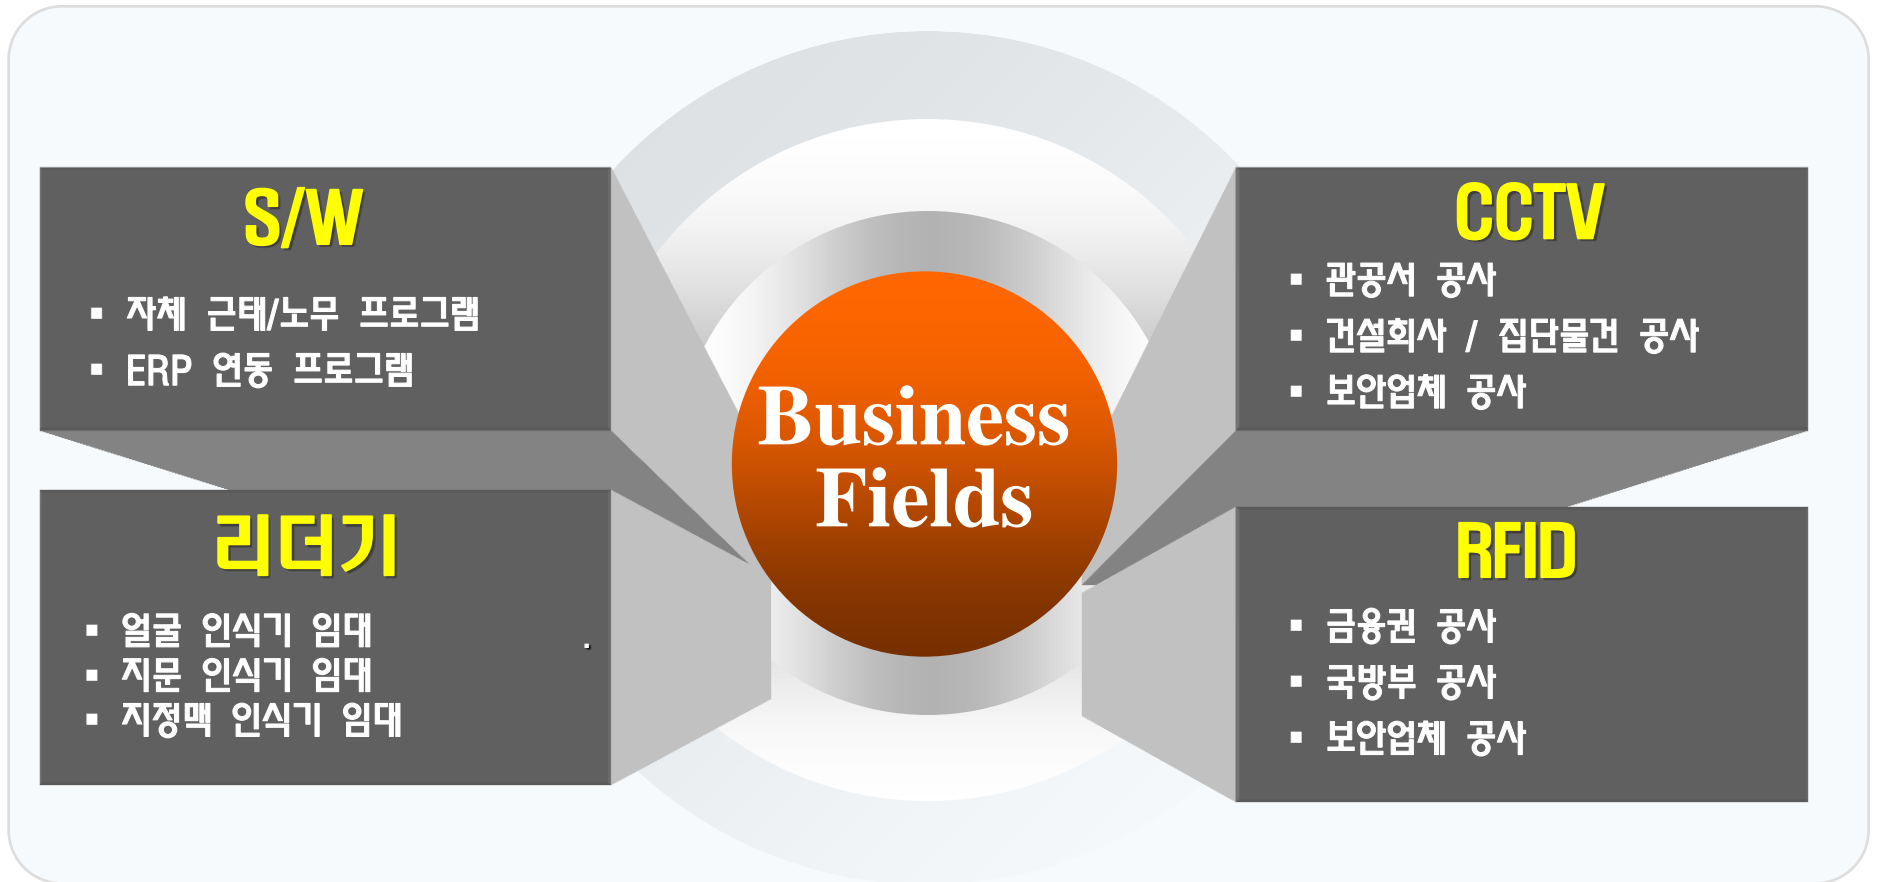 S/W
▪ 자체 근태/노무 프로그램
▪ ERP 연동 프로그램
CCTV
▪ 관공서 공사
▪ 건설회사 / 집단물건 공사
▪ 보안업체 공사
Business
Fields
리더기
▪ 얼굴 인식기 임대
.
▪ 지문 인식기 임대
▪ 지정맥 인식기 임대
RFID
▪ 금융권 공사
▪ 국방부 공사
▪ 보안업체 공사